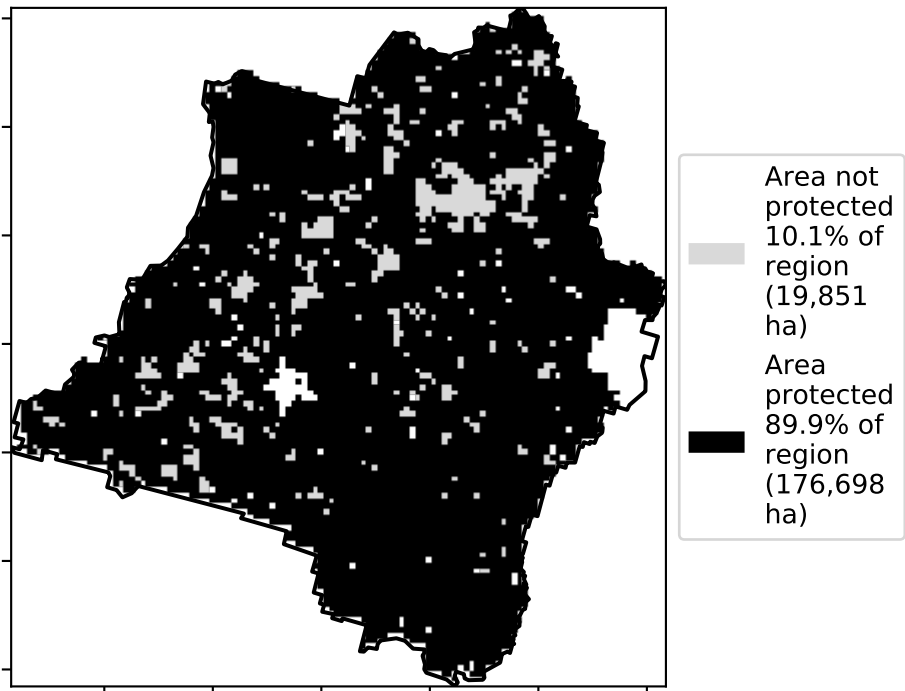 Area not
protected
10.1% of
region
(19,851
ha)
Area
protected
89.9% of
region
(176,698
ha)